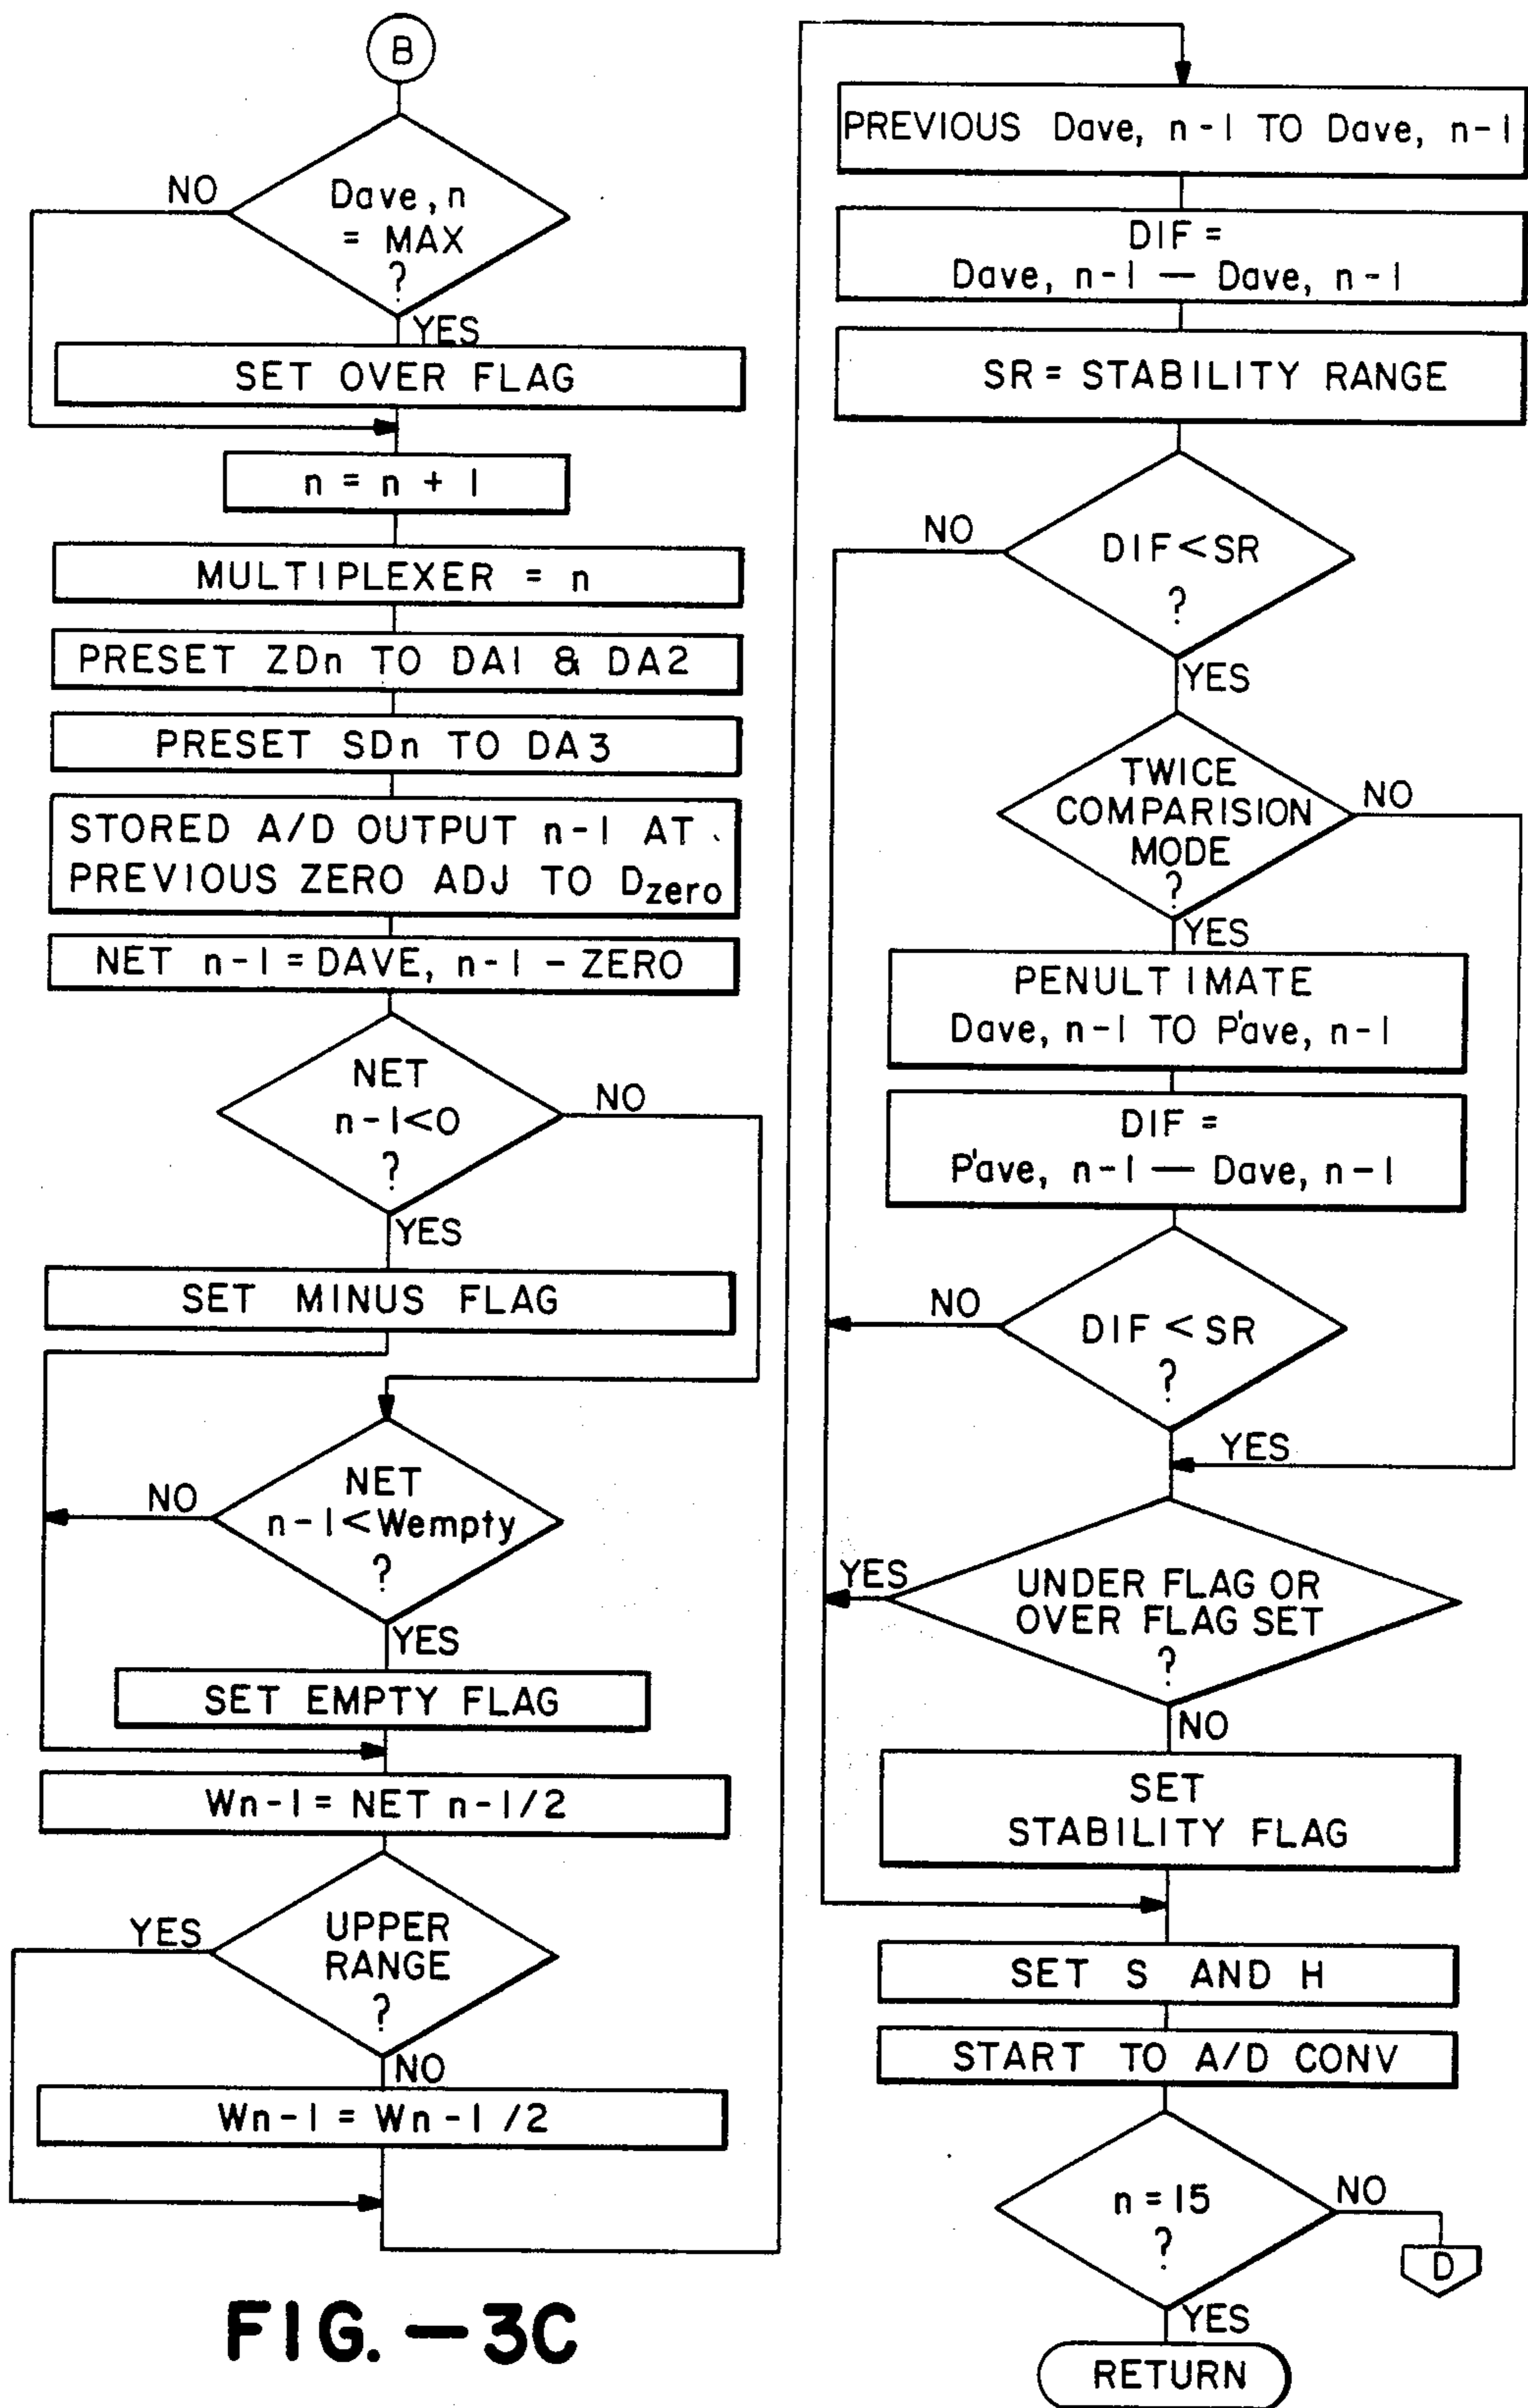 B
Dave, n
= MAX
?
NO
YES
SET OVER FLAG
n = n + 1
MULTIPLEXER = n
PRESET ZDn TO DA1 & DA2
PRESET SDn TO DA3
STORED A/D OUTPUT n-1 AT
PREVIOUS ZERO ADJ TO Dzero
NET n-1 = DAVE, n-1 - ZERO
NET
n-1<0
?
NO
YES
SET MINUS FLAG
NET
n-1<Wempty
?
NO
YES
SET EMPTY FLAG
Wn-1 = NET n-1/2
UPPER
RANGE
?
YES
NO
Wn-1 = Wn-1/2
PREVIOUS Dave, n-1 TO Dave, n-1
DIF =
Dave, n-1 — Dave, n-1
SR = STABILITY RANGE
DIF<SR
?
NO
YES
TWICE
COMPARISION
MODE
?
NO
YES
PENULTIMATE
Dave, n-1 TO P'ave, n-1
DIF =
P'ave, n-1 — Dave, n-1
DIF < SR
?
NO
YES
UNDER FLAG OR
OVER FLAG SET
?
YES
NO
SET
STABILITY FLAG
SET S AND H
START TO A/D CONV
n = 15
?
NO
D
YES
RETURN
FIG. —3C